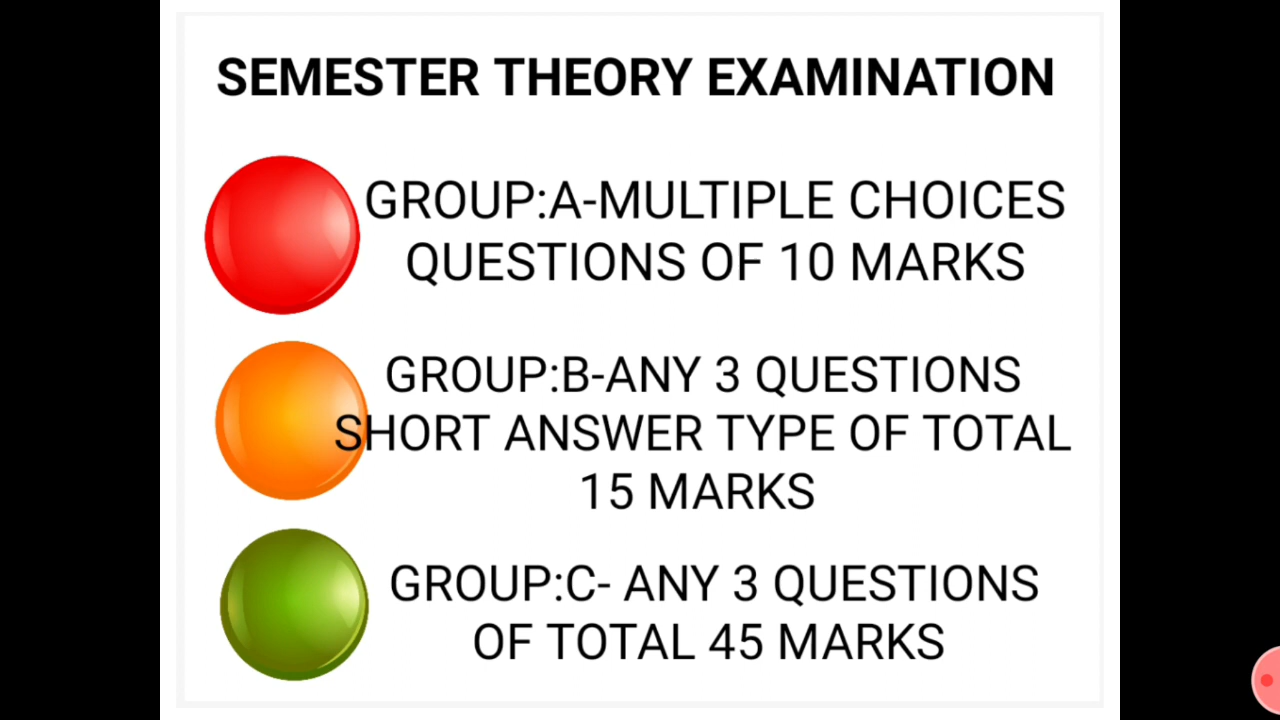 SEMESTER THEORY EXAMINATION
GROUP:A-MULTIPLE CHOICES
QUESTIONS OF 10 MARKS
GROUP:B-ANY 3 QUESTIONS
SHORT ANSWER TYPE OF TOTAL
15 MARKS
GROUP:C- ANY 3 QUESTIONS
OF TOTAL 45 MARKS